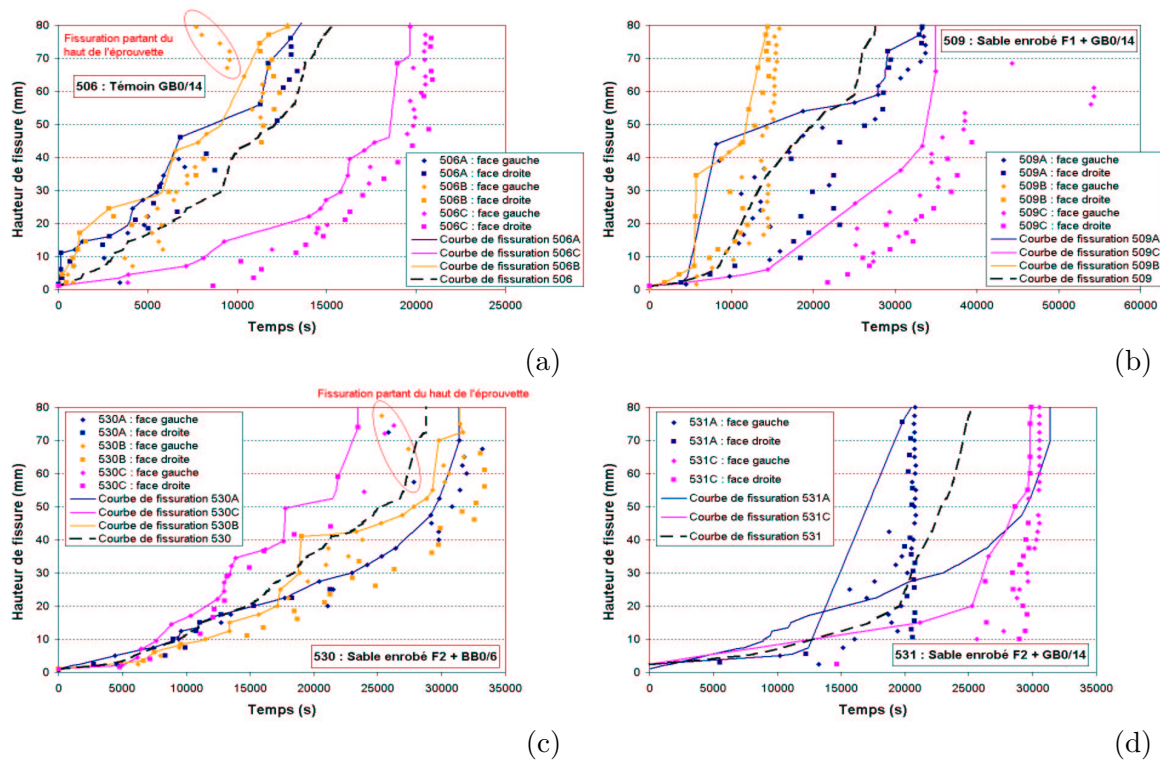 Fissuration partant du
haut de l'éprouvette
506 : Témoin GB0/14
Hauteur de fissure (mm)
80
70
60
50
40
30
20
10
0
506A : face gauche
506A : face droite
506B : face gauche
506B : face droite
506C : face gauche
506C : face droite
Courbe de fissuration 506A
Courbe de fissuration 506C
Courbe de fissuration 506B
Courbe de fissuration 506
0 5000 10000 15000 20000 25000
Temps (s)
(a)
509 : Sable enrobé F1 + GB0/14
Hauteur de fissure (mm)
80
70
60
50
40
30
20
10
0
509A : face gauche
509A : face droite
509B : face gauche
509B : face droite
509C : face gauche
509C : face droite
Courbe de fissuration 509A
Courbe de fissuration 509C
Courbe de fissuration 509B
Courbe de fissuration 509
0 10000 20000 30000 40000 50000 60000
Temps (s)
(b)
Fissuration partant du haut de l'éprouvette
Hauteur de fissure (mm)
80
70
60
50
40
30
20
10
0
530A : face gauche
530A : face droite
530B : face gauche
530B : face droite
530C : face gauche
530C : face droite
Courbe de fissuration 530A
Courbe de fissuration 530C
Courbe de fissuration 530B
Courbe de fissuration 530
530 : Sable enrobé F2 + BB0/6
0 5000 10000 15000 20000 25000 30000 35000
Temps (s)
(c)
Hauteur de fissure (mm)
80
70
60
50
40
30
20
10
0
531A : face gauche
531A : face droite
531C : face gauche
531C : face droite
Courbe de fissuration 531A
Courbe de fissuration 531C
Courbe de fissuration 531
531 : Sable enrobé F2 + GB0/14
0 5000 10000 15000 20000 25000 30000 35000
Temps (s)
(d)